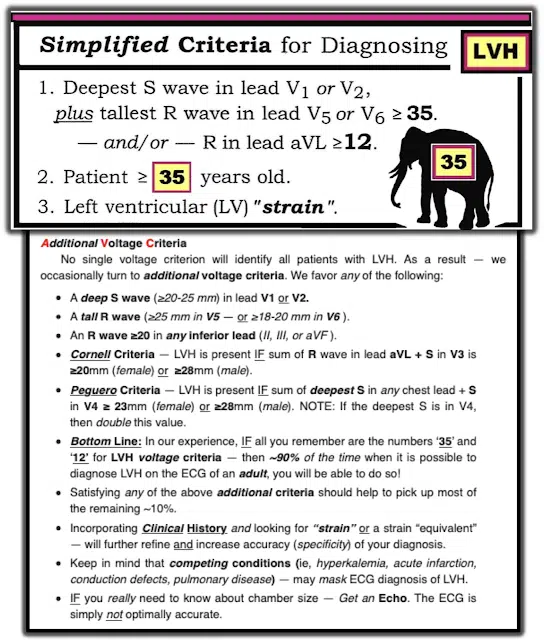 Simplified Criteria for Diagnosing LVH
1. Deepest S wave in lead V1 or V2,
plus tallest R wave in lead V5 or V6 ≥ 35.
— and/or — R in lead aVL ≥12.
2. Patient ≥ 35 years old.
3. Left ventricular (LV) "strain".
35
Additional Voltage Criteria
No single voltage criterion will identify all patients with LVH. As a result — we
occasionally turn to additional voltage criteria. We favor any of the following:
• A deep S wave (≥20-25 mm) in lead V1 or V2.
• A tall R wave (≥25 mm in V5 — or ≥18-20 mm in V6 ).
• An R wave ≥20 in any inferior lead (II, III, or aVF ).
• Cornell Criteria — LVH is present IF sum of R wave in lead aVL + S in V3 is
≥20mm (female) or ≥28mm (male).
• Peguero Criteria — LVH is present IF sum of deepest S in any chest lead + S
in V4 ≥ 23mm (female) or ≥28mm (male). NOTE: If the deepest S is in V4,
then double this value.
• Bottom Line: In our experience, IF all you remember are the numbers '35' and
'12' for LVH voltage criteria — then ~90% of the time when it is possible to
diagnose LVH on the ECG of an adult, you will be able to do so!
• Satisfying any of the above additional criteria should help to pick up most of
the remaining ~10%.
• Incorporating Clinical History and looking for "strain" or a strain "equivalent"
— will further refine and increase accuracy (specificity) of your diagnosis.
• Keep in mind that competing conditions (ie, hyperkalemia, acute infarction,
conduction defects, pulmonary disease) — may mask ECG diagnosis of LVH.
• IF you really need to know about chamber size — Get an Echo. The ECG is
simply not optimally accurate.